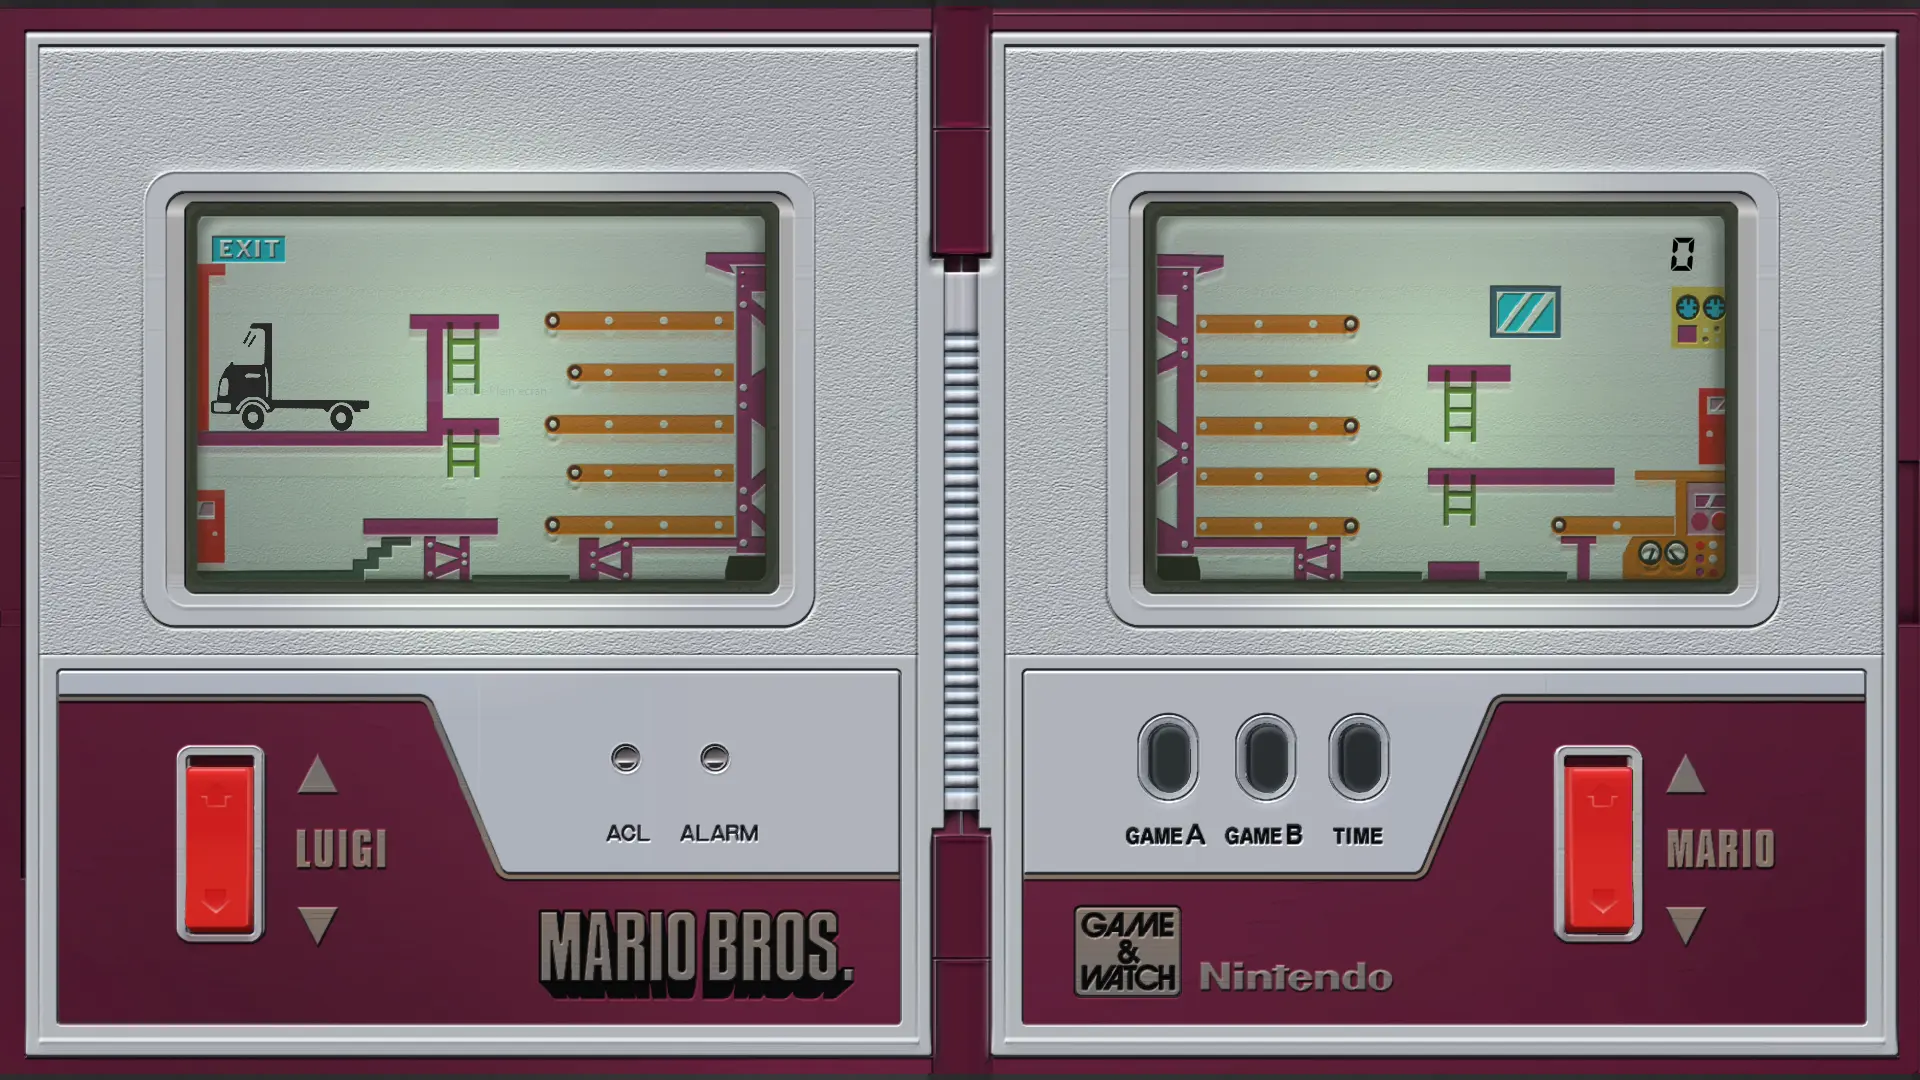 EXIT
0
LUIGI
ACL
ALARM
MARIO BROS.
GAME A
GAME B
TIME
MARIO
GAME
&
WATCH
Nintendo